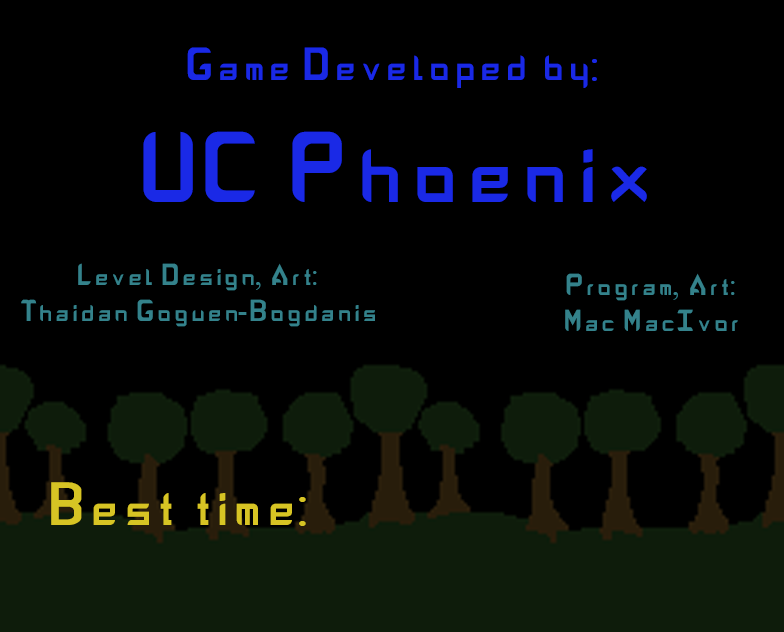 Game Developed by:
UC Phoenix
Level Design, Art:
Thaidan Goguen-Bogdanis
Program, Art:
Mac MacIvor
Best time: